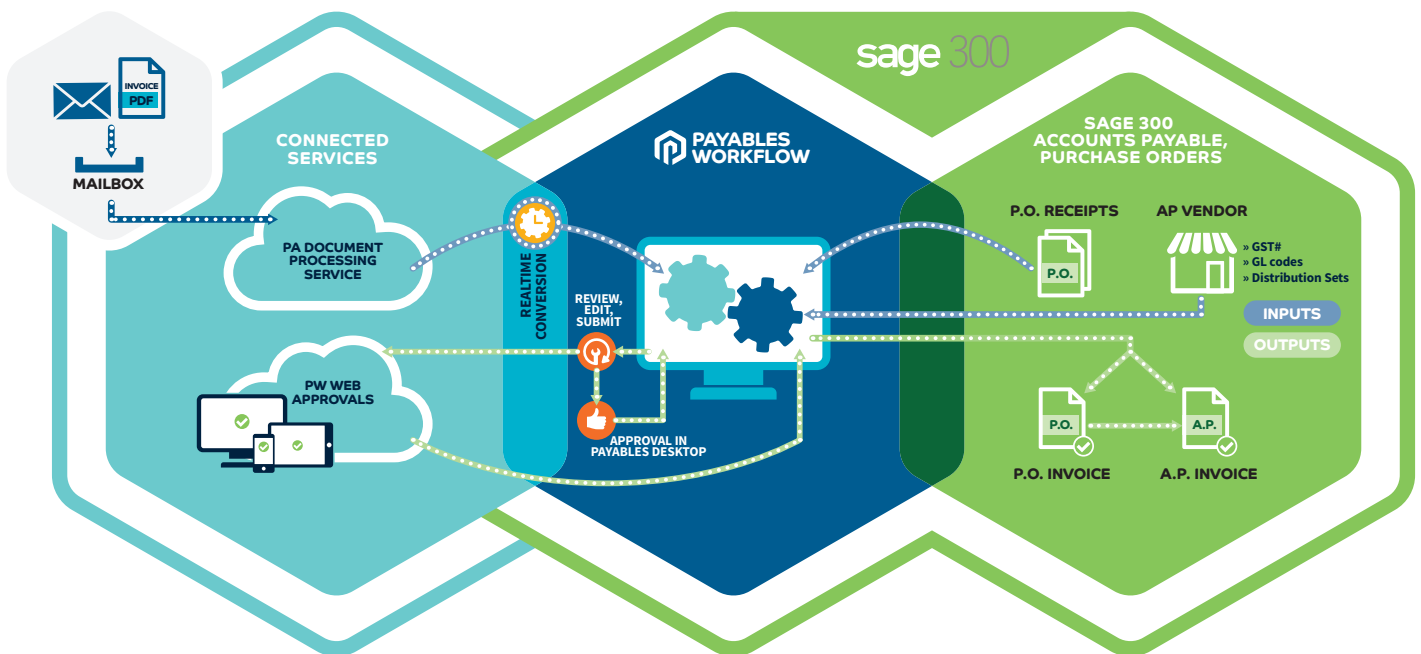 sage 300
INVOICE
PDF
MAILBOX
CONNECTED
SERVICES
PA DOCUMENT
PROCESSING
SERVICE
PW WEB
APPROVALS
REALTIME
CONVERSION
PAYABLES
WORKFLOW
REVIEW,
EDIT,
SUBMIT
APPROVAL IN
PAYABLES DESKTOP
SAGE 300
ACCOUNTS PAYABLE,
PURCHASE ORDERS
P.O. RECEIPTS
P.O.
AP VENDOR
» GST#
» GL codes
» Distribution Sets
INPUTS
OUTPUTS
P.O.
P.O. INVOICE
A.P.
A.P. INVOICE